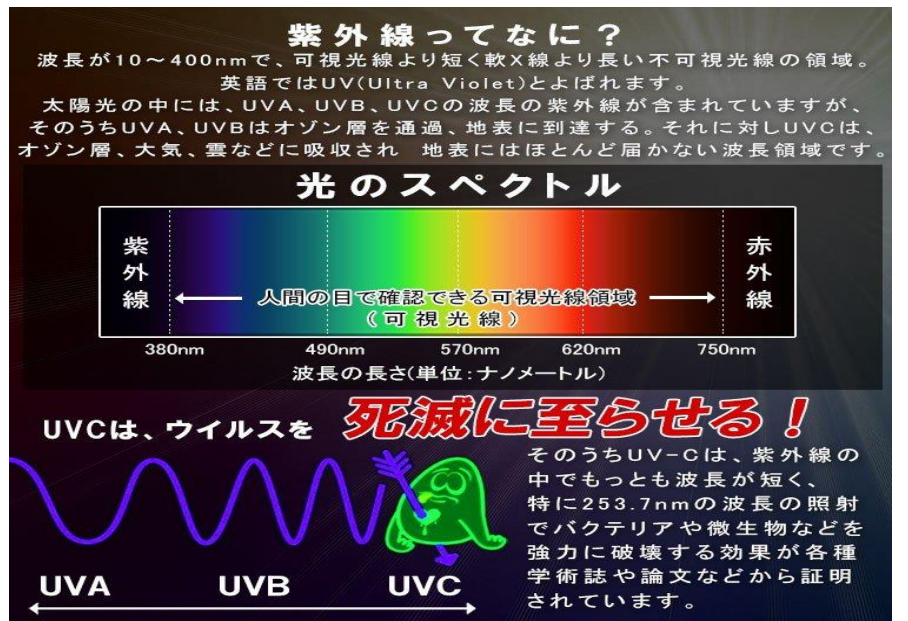 紫外線ってなに？
波長が10～400nmで、可視光線より短く軟X線より長い不可視光線の領域。
英語ではUV(Ultra Violet)とよばれます。
太陽光の中には、UVA、UVB、UVCの波長の紫外線が含まれていますが、
そのうちUVA、UVBはオゾン層を通過、地表に到達する。それに対しUVCは、
オゾン層、大気、雲などに吸収され 地表にはほとんど届かない波長領域です。
光のスペクトル
紫外線
赤外線
人間の目で確認できる可視光線領域
(可視光線)
380nm 490nm 570nm 620nm 750nm
波長の長さ(単位:ナノメートル)
UVCは、ウイルスを 死滅に至らせる！
そのうちUV-Cは、紫外線の
中でもっとも波長が短く、
特に253.7nmの波長の照射
でバクテリアや微生物などを
強力に破壊する効果が各種
学術誌や論文などから証明
されています。
UVA UVB UVC